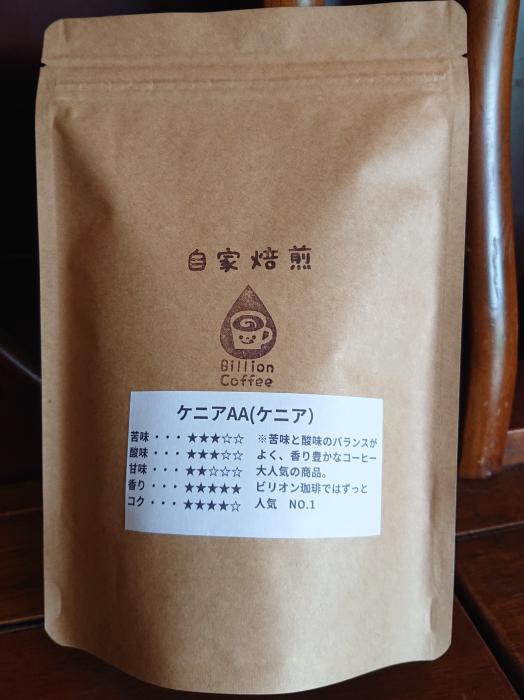 自家焙煎
Billion
Coffee
ケニアAA(ケニア)
苦味・・・★★★☆☆ ※苦味と酸味のバランスが
酸味・・・★★★☆☆ よく、香り豊かなコーヒー
甘味・・・★★☆☆☆ 大人気の商品。
香り・・・★★★★★ ビリオン珈琲ではずっと
コク・・・★★★★☆ 人気 NO.1